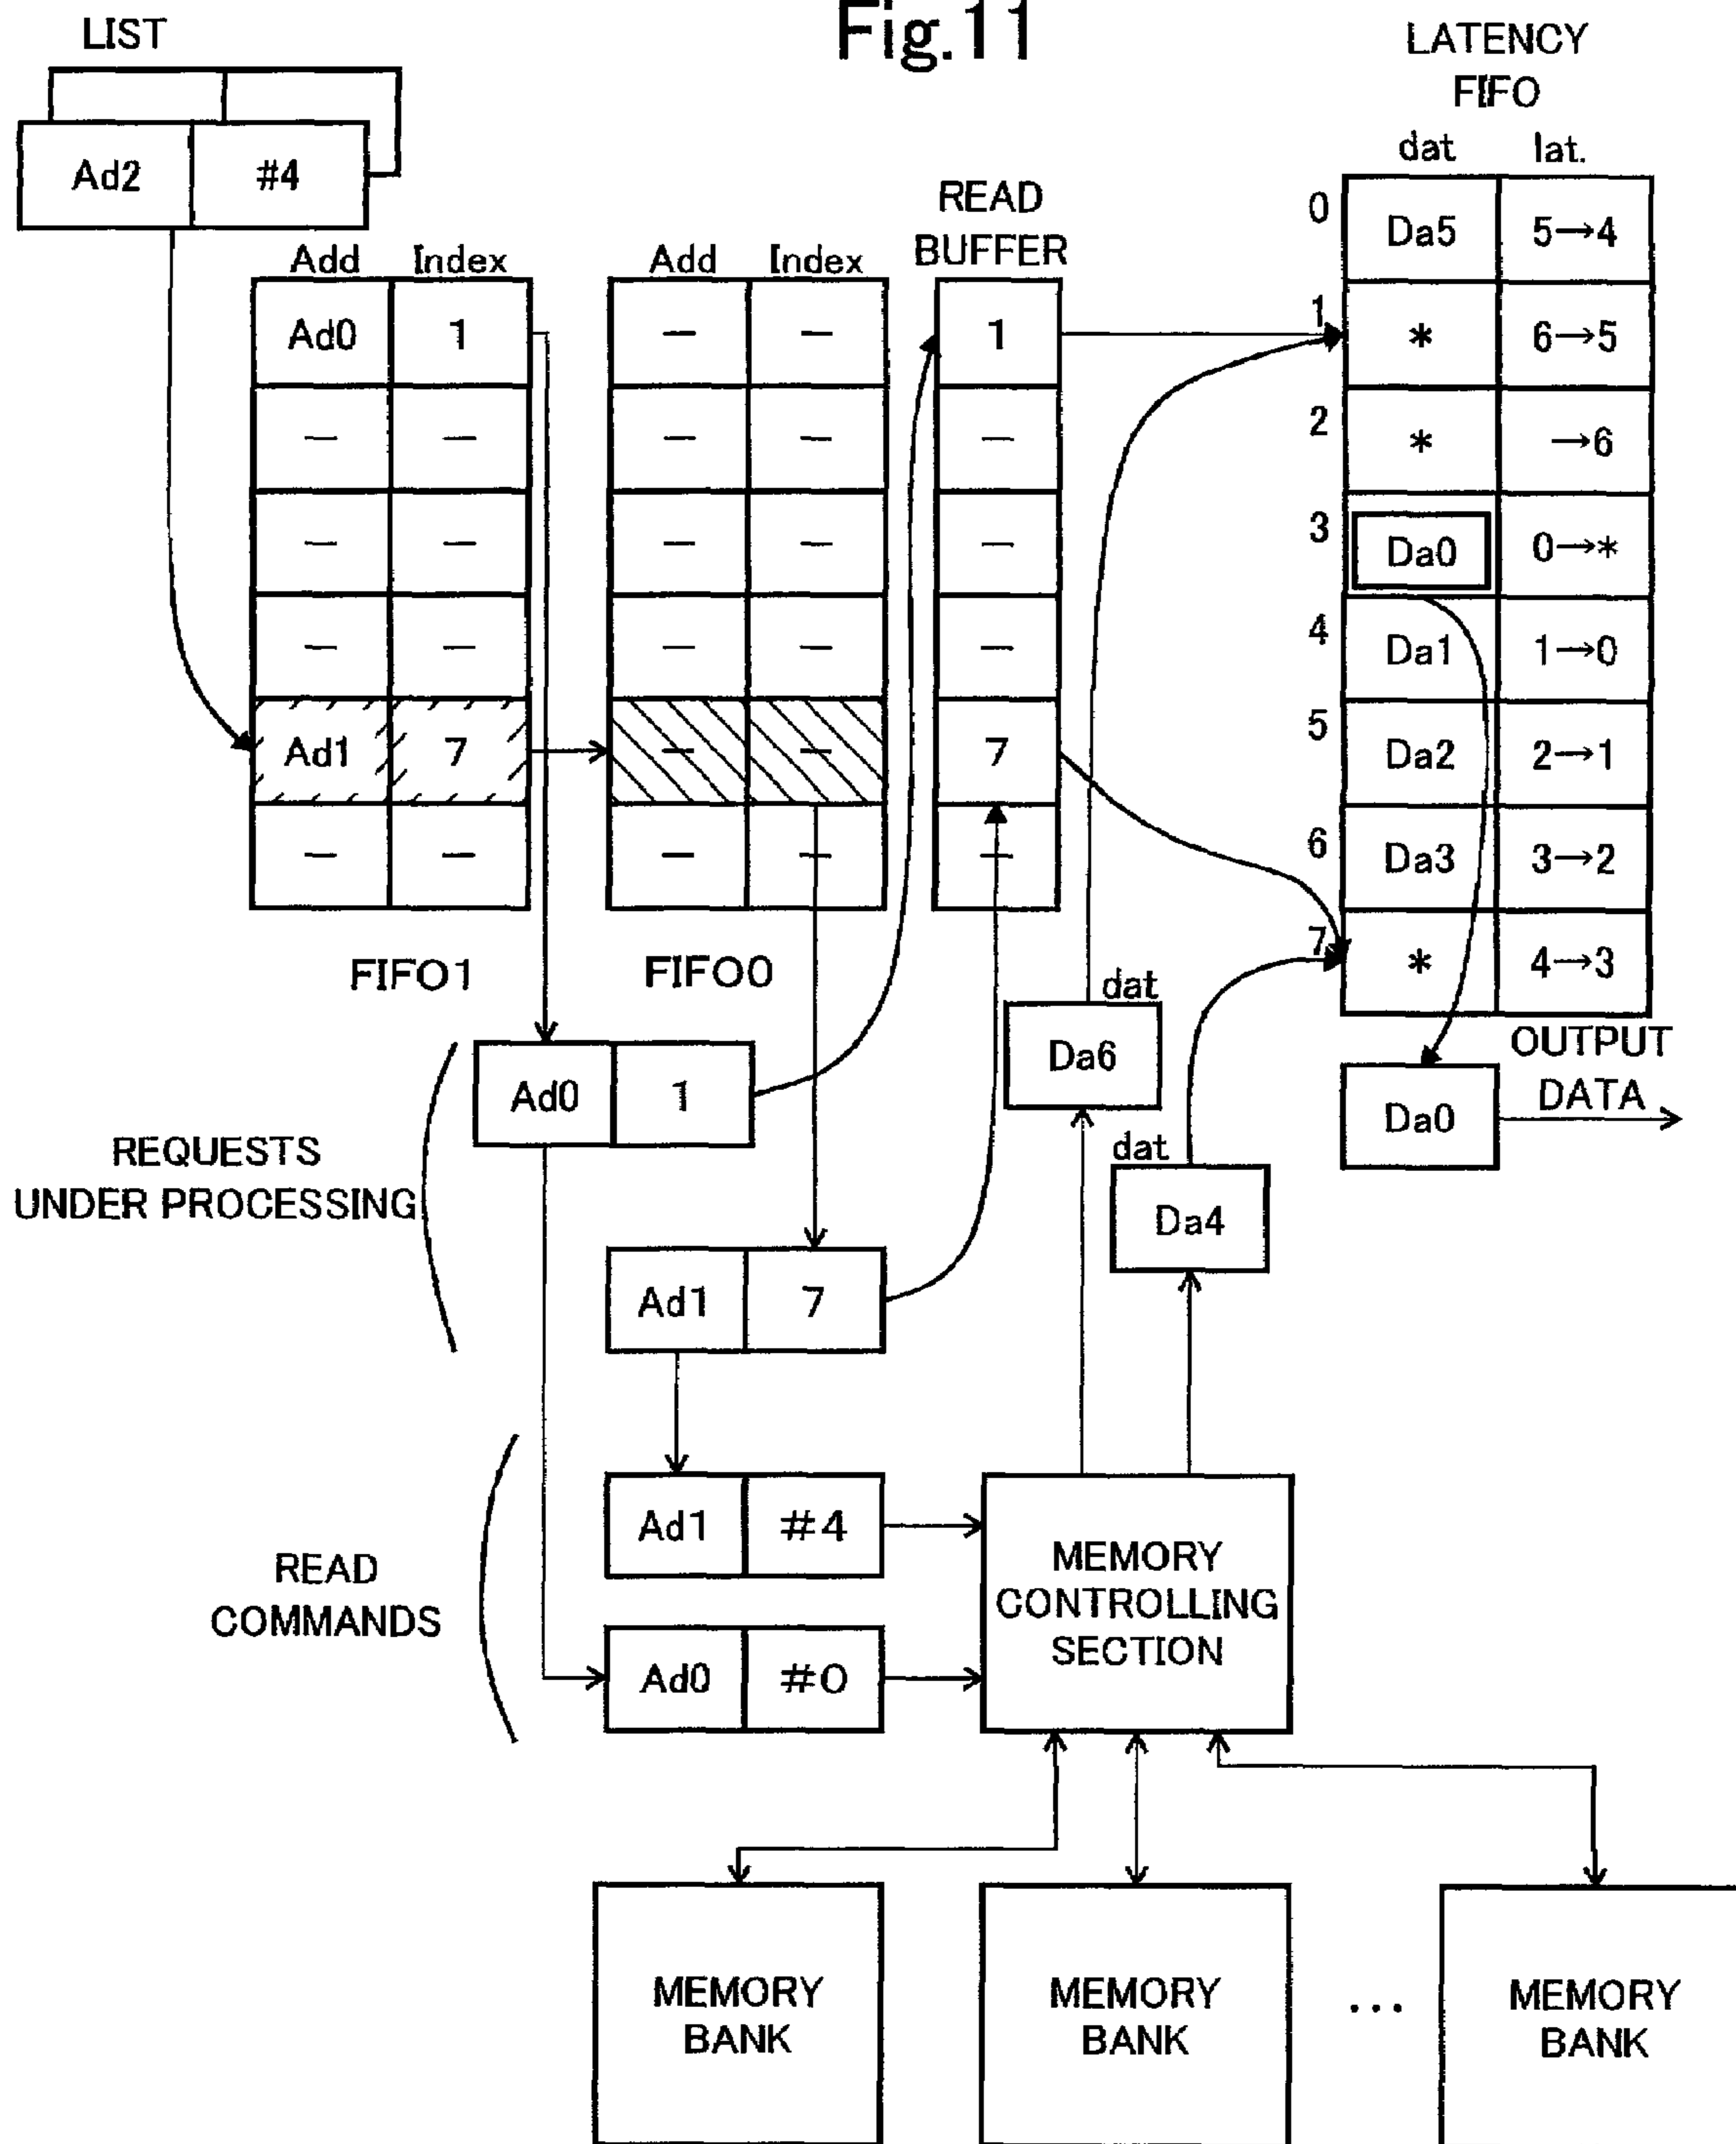 Fig.11
LIST
Ad2 #4
LATENCY
FIFO
dat lat.
0 Da5 5→4
1 * 6→5
2 * →6
3 Da0 0→*
4 Da1 1→0
5 Da2 2→1
6 Da3 3→2
7 * 4→3
Add Index
Ad0 1
— —
— —
— —
Ad1 7
— —
FIFO1
Add Index
— —
— —
— —
— —
— —
— —
FIFO0
READ
BUFFER
1
—
—
—
7
—
REQUESTS
UNDER PROCESSING
Ad0 1
Ad1 7
dat
Da6
dat
Da4
Da0
OUTPUT
DATA
READ
COMMANDS
Ad1 #4
Ad0 #0
MEMORY
CONTROLLING
SECTION
MEMORY
BANK
MEMORY
BANK
...
MEMORY
BANK